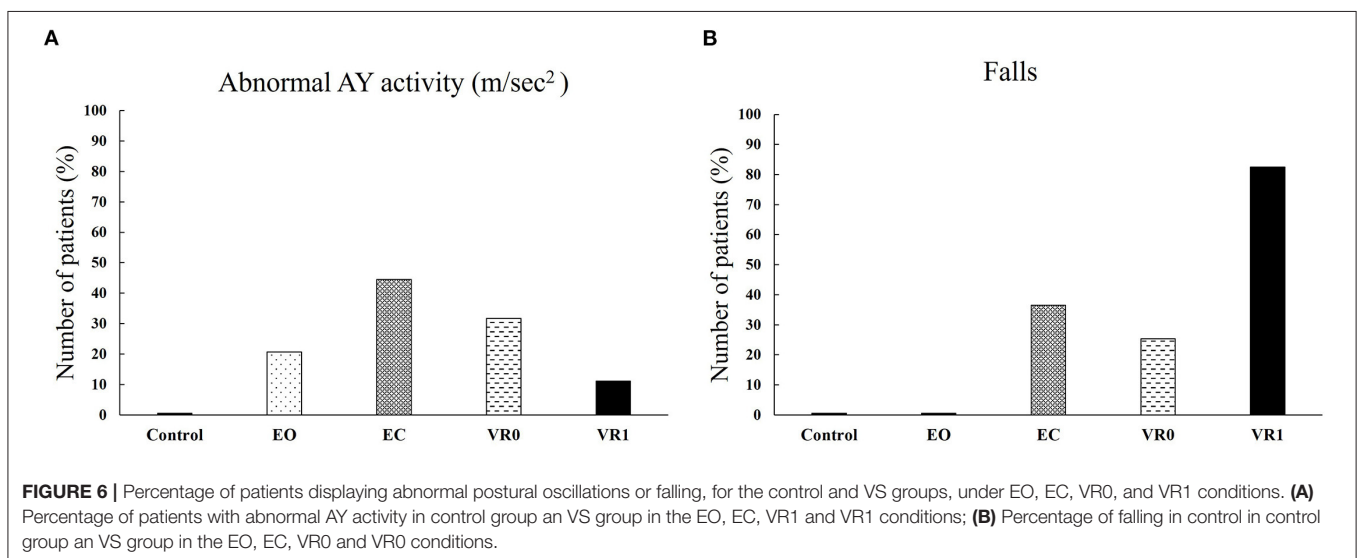 A
Abnormal AY activity (m/sec²)
Number of patients (%)
100
90
80
70
60
50
40
30
20
10
0
Control EO EC VR0 VR1
B
Falls
Number of patients (%)
100
90
80
70
60
50
40
30
20
10
0
Control EO EC VR0 VR1
FIGURE 6 | Percentage of patients displaying abnormal postural oscillations or falling, for the control and VS groups, under EO, EC, VR0, and VR1 conditions. (A)
Percentage of patients with abnormal AY activity in control group an VS group in the EO, EC, VR1 and VR1 conditions; (B) Percentage of falling in control in control
group an VS group in the EO, EC, VR0 and VR0 conditions.